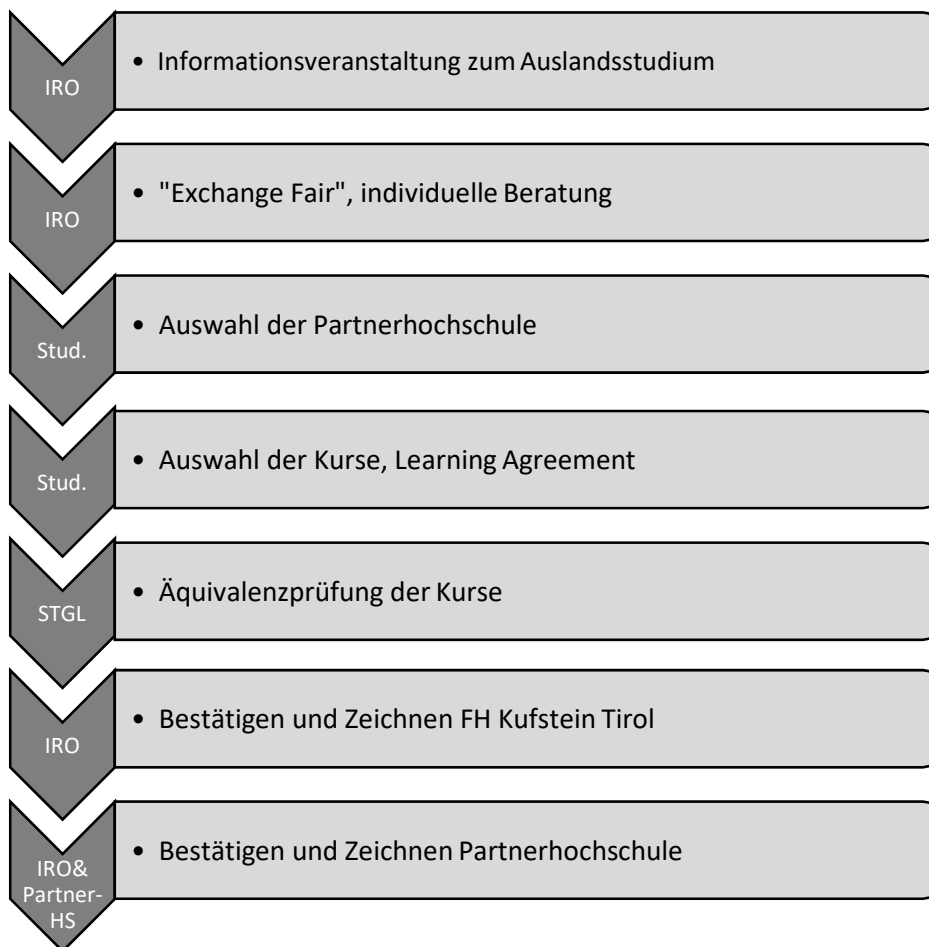 IRO
• Informationsveranstaltung zum Auslandsstudium
IRO
• "Exchange Fair", individuelle Beratung
Stud.
• Auswahl der Partnerhochschule
Stud.
• Auswahl der Kurse, Learning Agreement
STGL
• Äquivalenzprüfung der Kurse
IRO
• Bestätigen und Zeichnen FH Kufstein Tirol
IRO&
Partner-
HS
• Bestätigen und Zeichnen Partnerhochschule